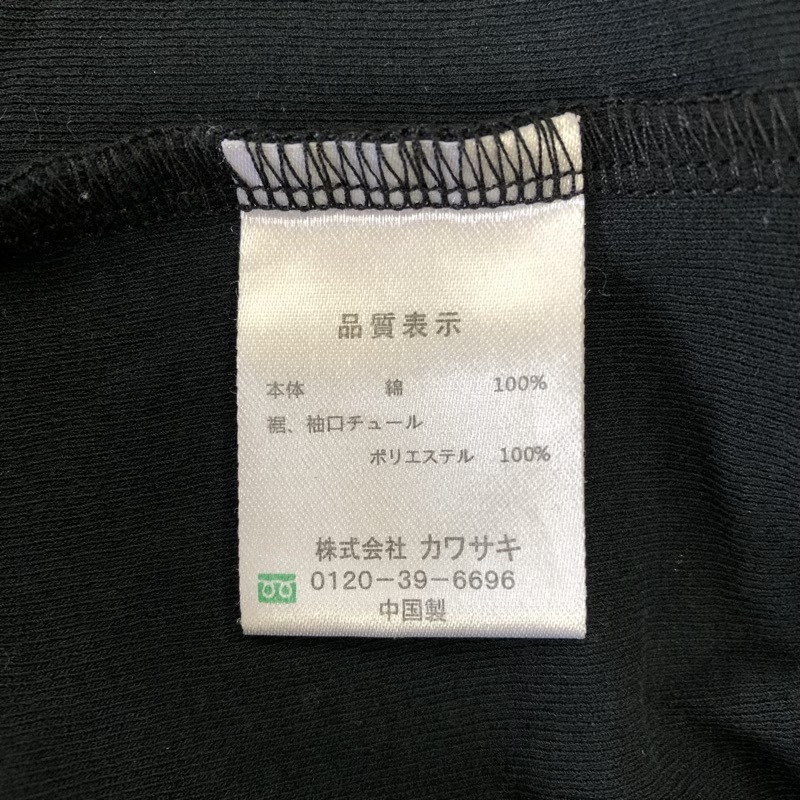 品質表示
本体 綿 100%
裾、袖口チュール
ポリエステル 100%
株式会社 カワサキ
0120-39-6696
中国製